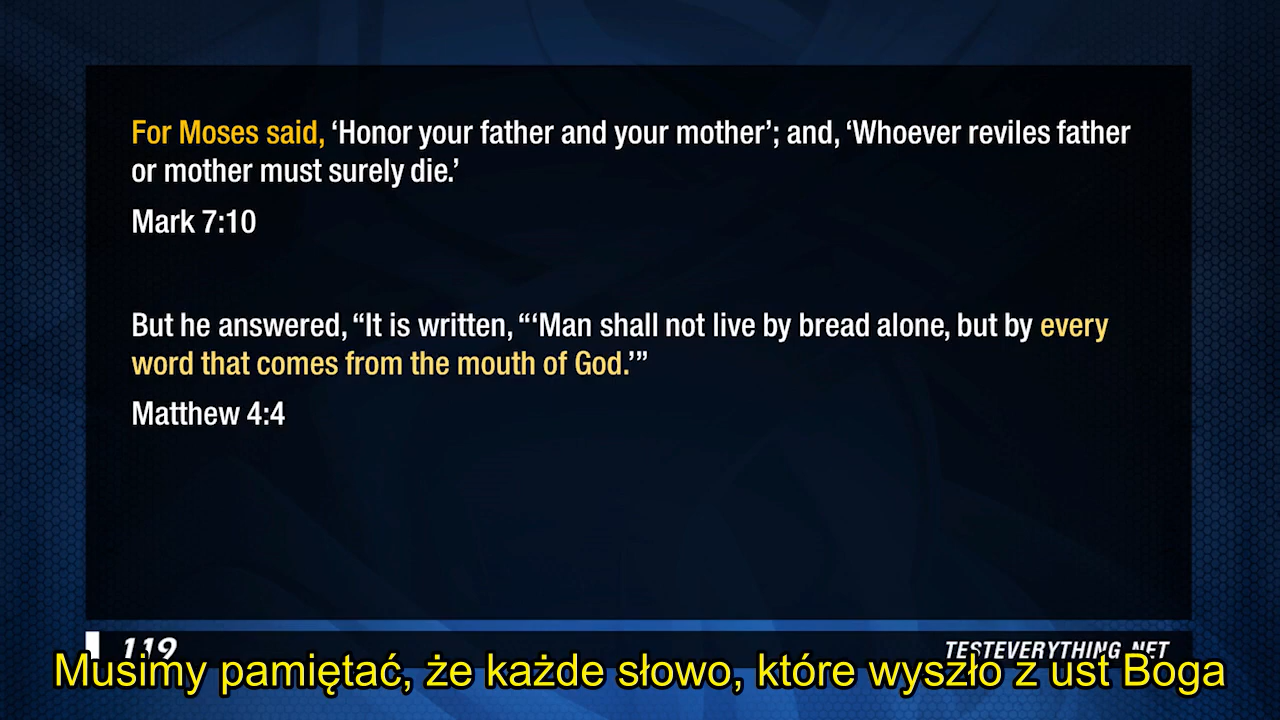 For Moses said, ‘Honor your father and your mother’; and, ‘Whoever reviles father
or mother must surely die.’
Mark 7:10
But he answered, “It is written, “‘Man shall not live by bread alone, but by every
word that comes from the mouth of God.’”
Matthew 4:4
119
TESTEVERYTHING.NET
Musimy pamiętać, że każde słowo, które wyszło z ust Boga